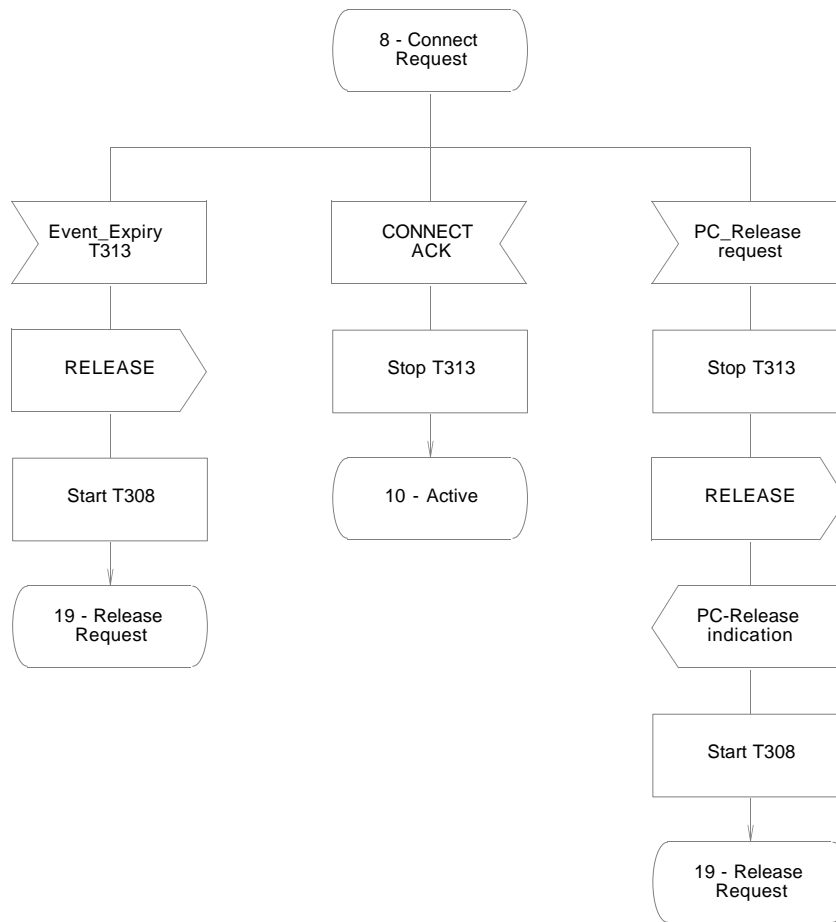 8 - Connect
Request
Event_Expiry
T313
CONNECT
ACK
PC_Release
request
RELEASE
Stop T313
Stop T313
Start T308
10 - Active
RELEASE
19 - Release
Request
PC-Release
indication
Start T308
19 - Release
Request